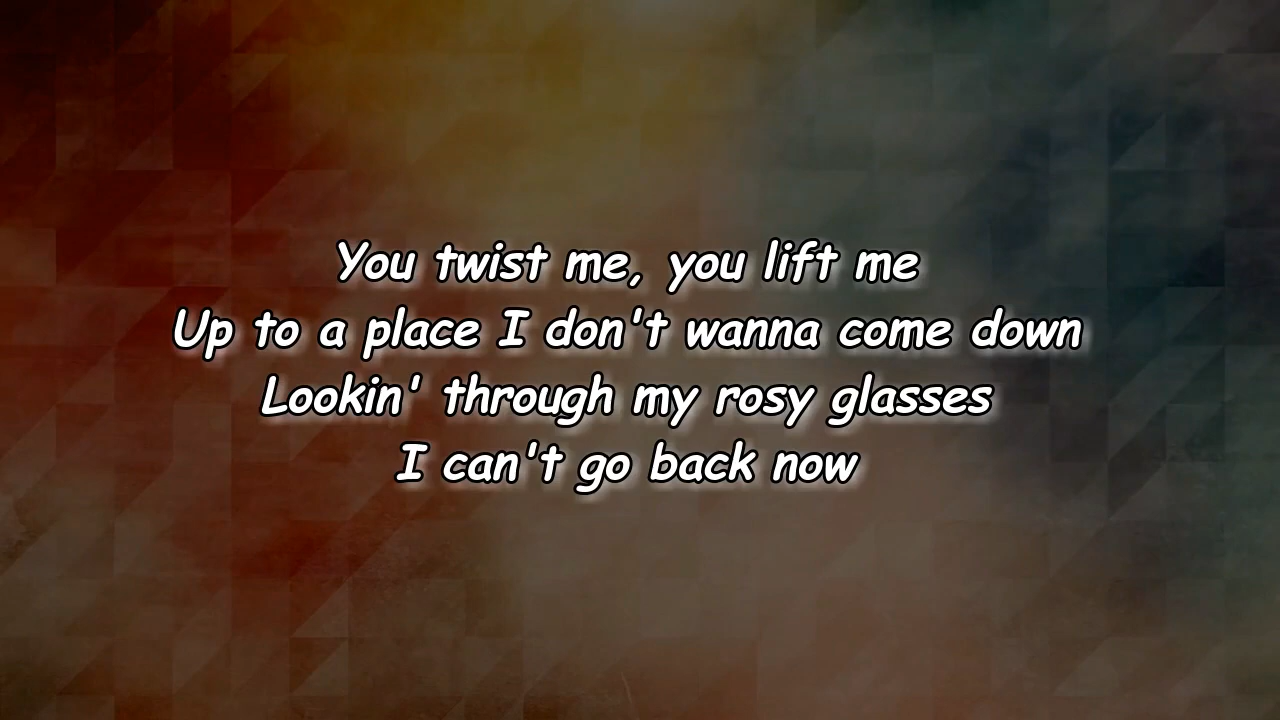 You twist me, you lift me
Up to a place I don't wanna come down
Lookin' through my rosy glasses
I can't go back now